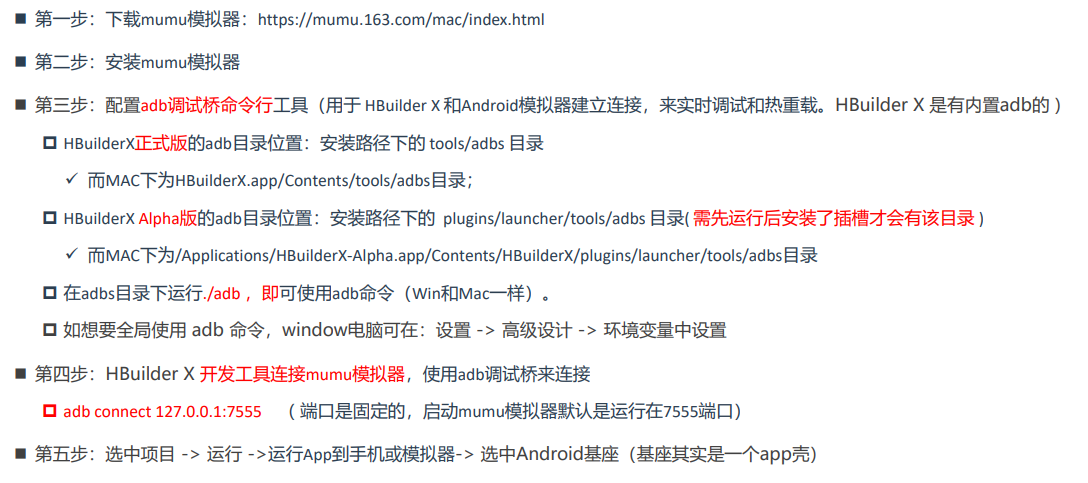 第一步：下载mumu模拟器：https://mumu.163.com/mac/index.html
第二步：安装mumu模拟器
第三步：配置adb调试桥命令行工具（用于 HBuilder X 和Android模拟器建立连接，来实时调试和热重载。HBuilder X 是有内置adb的 ）
HBuilderX正式版的adb目录位置：安装路径下的 tools/adbs 目录
而MAC下为HBuilderX.app/Contents/tools/adbs目录；
HBuilderX Alpha版的adb目录位置：安装路径下的 plugins/launcher/tools/adbs 目录( 需先运行后安装了插槽才会有该目录 )
而MAC下为/Applications/HBuilderX-Alpha.app/Contents/HBuilderX/plugins/launcher/tools/adbs目录
在adbs目录下运行./adb ，即可使用adb命令（Win和Mac一样）。
如想要全局使用 adb 命令，window电脑可在：设置 -> 高级设计 -> 环境变量中设置
第四步：HBuilder X 开发工具连接mumu模拟器，使用adb调试桥来连接
adb connect 127.0.0.1:7555 （ 端口是固定的，启动mumu模拟器默认是运行在7555端口）
第五步：选中项目 -> 运行 ->运行App到手机或模拟器-> 选中Android基座（基座其实是一个app壳）